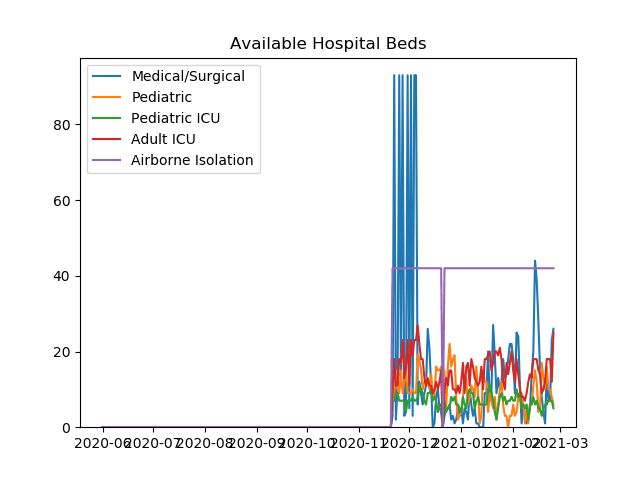 Available Hospital Beds
Medical/Surgical
Pediatric
Pediatric ICU
Adult ICU
Airborne Isolation
80
60
40
20
0
2020-06 2020-07 2020-08 2020-09 2020-10 2020-11 2020-12 2021-01 2021-02 2021-03